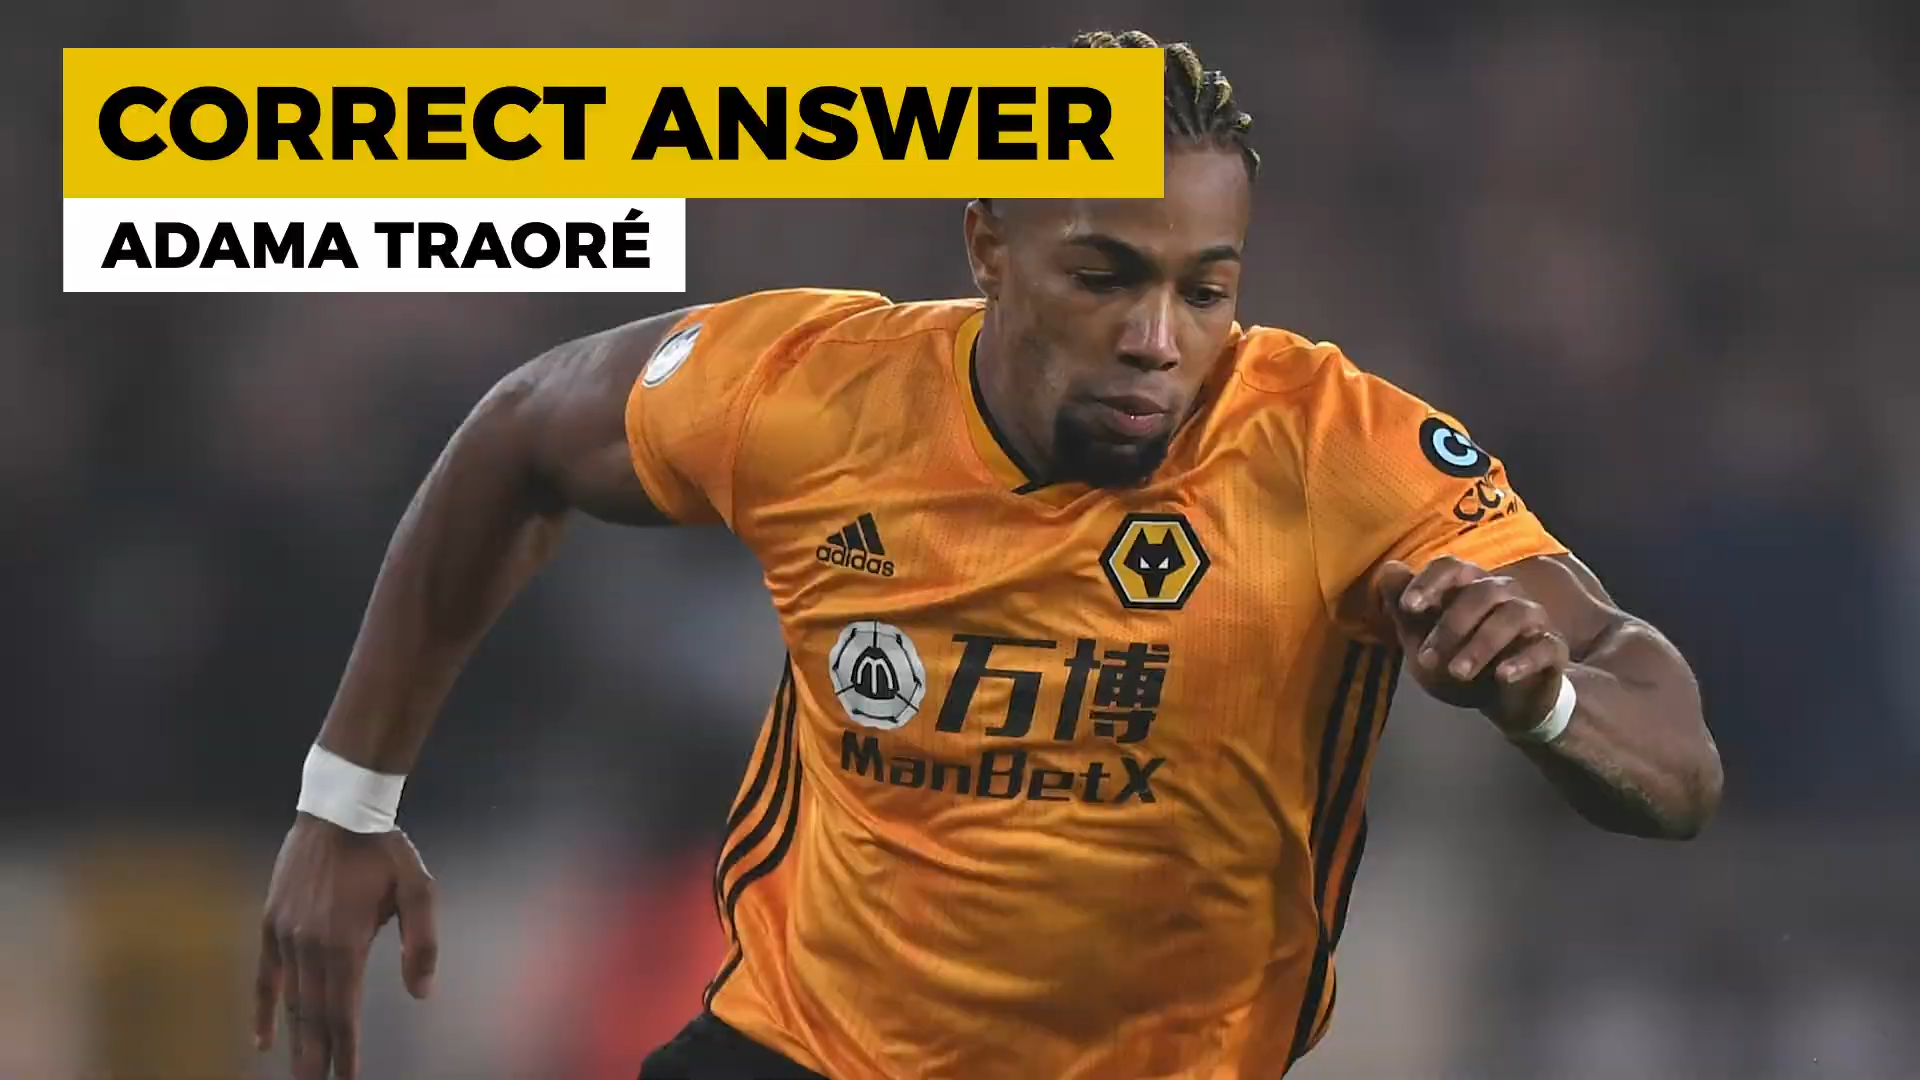 CORRECT ANSWER
ADAMA TRAORÉ
adidas
万博
ManBetX